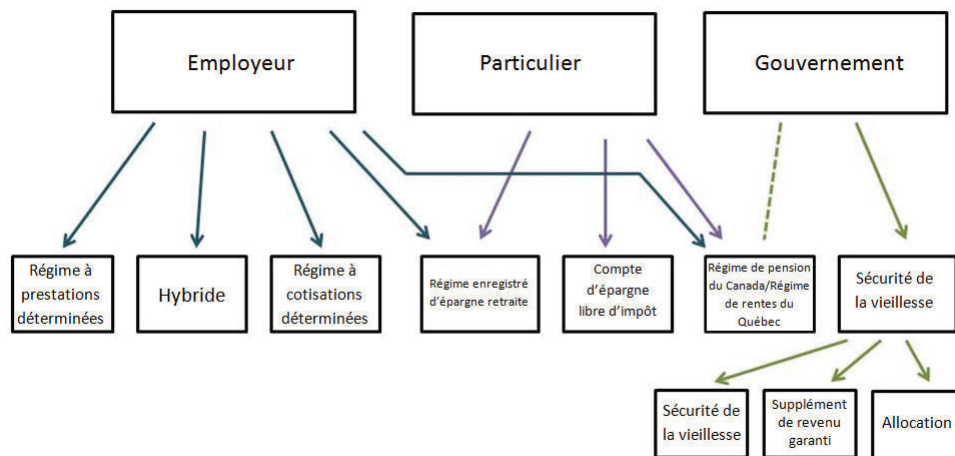 Employeur
Particulier
Gouvernement
Régime à
prestations
déterminées
Hybride
Régime à
cotisations
déterminées
Régime enregistré
d'épargne retraite
Compte
d'épargne
libre d'impôt
Régime de pension
du Canada/Régime
de rentes du
Québec
Sécurité de
la vieillesse
Sécurité de
la vieillesse
Supplément
de revenu
garanti
Allocation